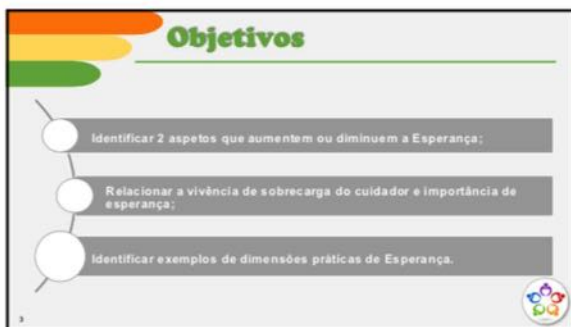 Objetivos
Identificar 2 aspetos que aumentem ou diminuem a Esperança;
Relacionar a vivência de sobrecarga do cuidador e importância de
esperança;
Identificar exemplos de dimensões práticas de Esperança.
3